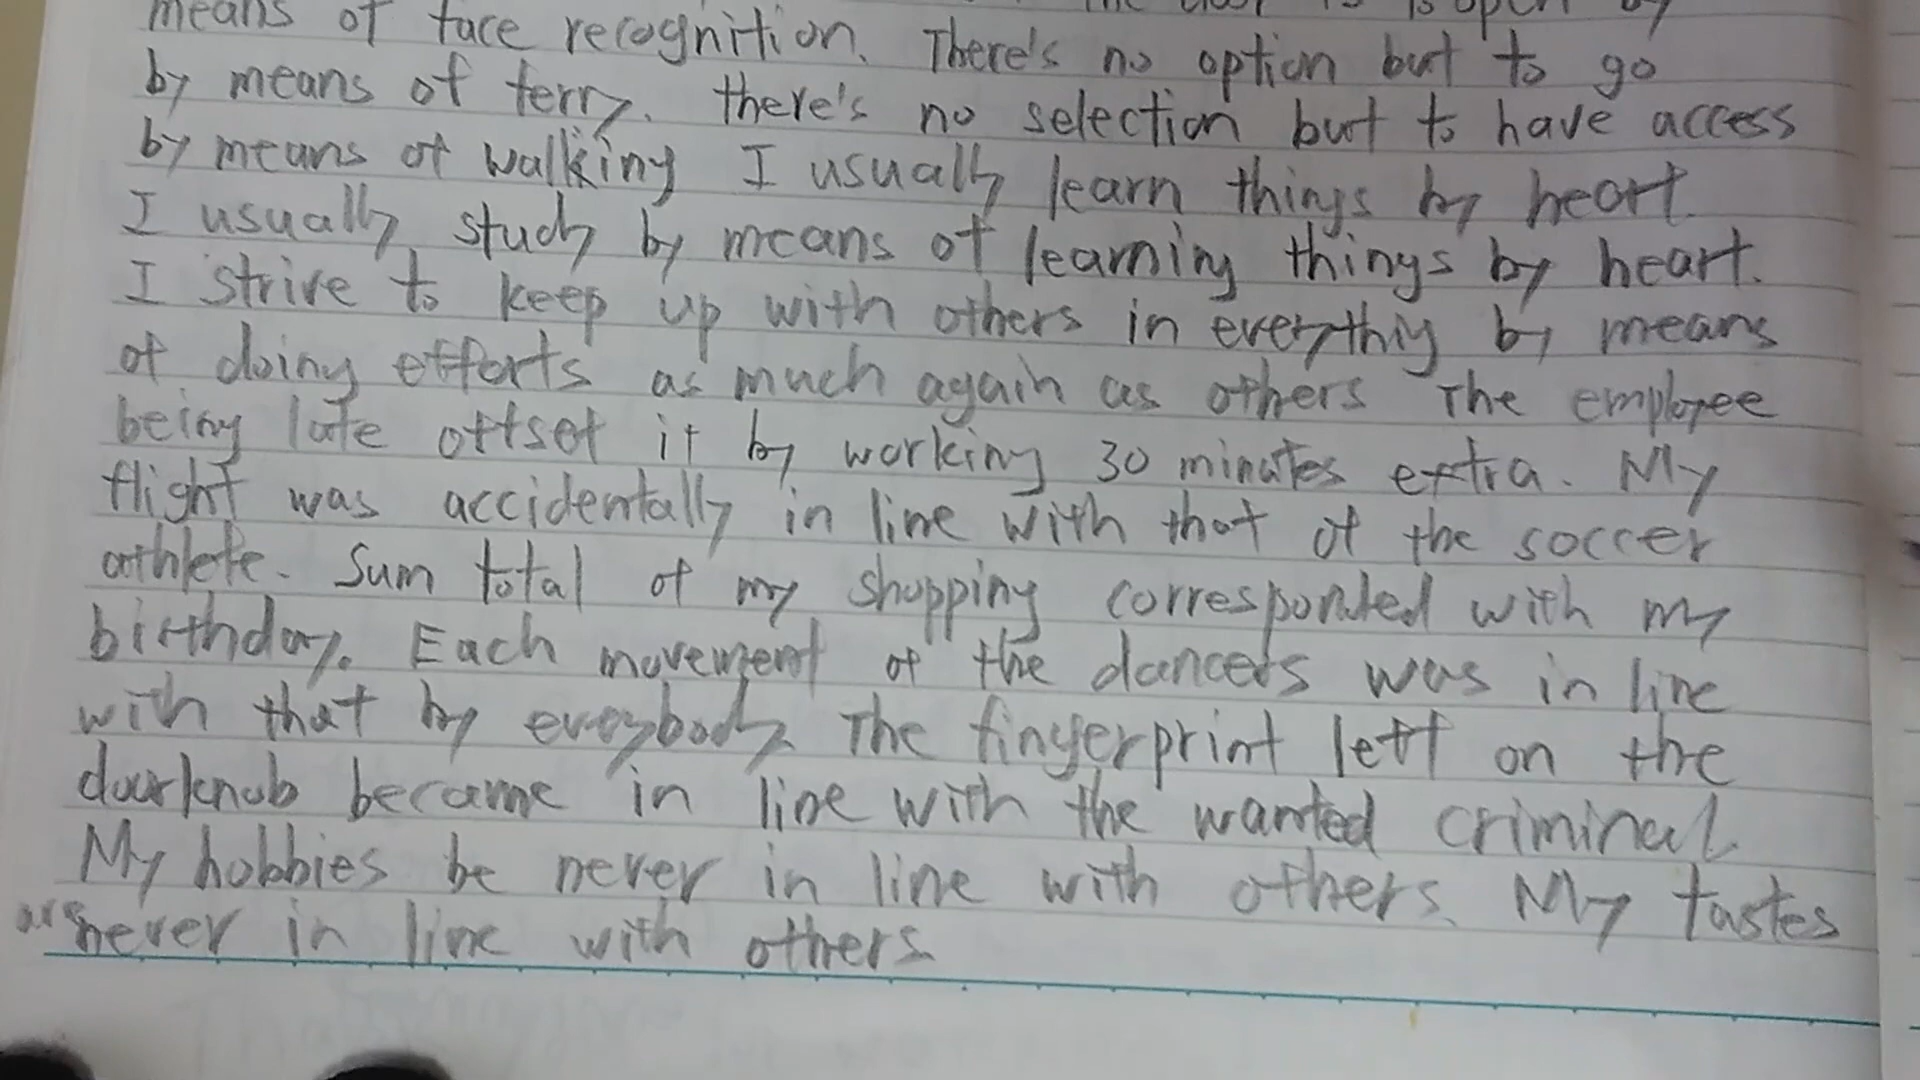 is open by
means of face recognition. There's no option but to go
by means of ferry. there's no selection but to have access
by means of walking I usually learn things by heart
I usually study by means of learning things by heart.
I strive to keep up with others in everythiy by means
of doing efforts as much again as others The employee
being late offset it by working 30 minutes extra. My
flight was accidentally in line with that of the soccer
athlete. Sum total of my shopping corresponded with my
birthday. Each movement of the dancers was in line
with that by everybody The fingerprint left on the
doorknob became in line with the wanted criminal.
My hobbies be never in line with others. My tastes
are never in line with others